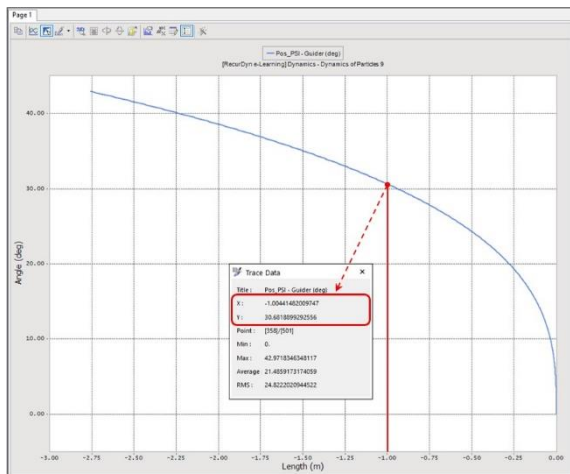 Page 1
Pos_PSI - Guider (deg)
[RecurDyn e-Learning] Dynamics - Dynamics of Particles 9
40.00
30.00
20.00
10.00
0.00
Angle (deg)
Trace Data
Title : Pos_PSI - Guider (deg)
X : -1.00441482009747
Y : 30.6818899292556
Point : [358]/[501]
Min : 0.
Max : 42.9718346348117
Average : 21.4859173174059
RMS : 24.8222020944522
-3.00 -2.75 -2.50 -2.25 -2.00 -1.75 -1.50 -1.25 -1.00 -0.75 -0.50 -0.25 0.00
Length (m)